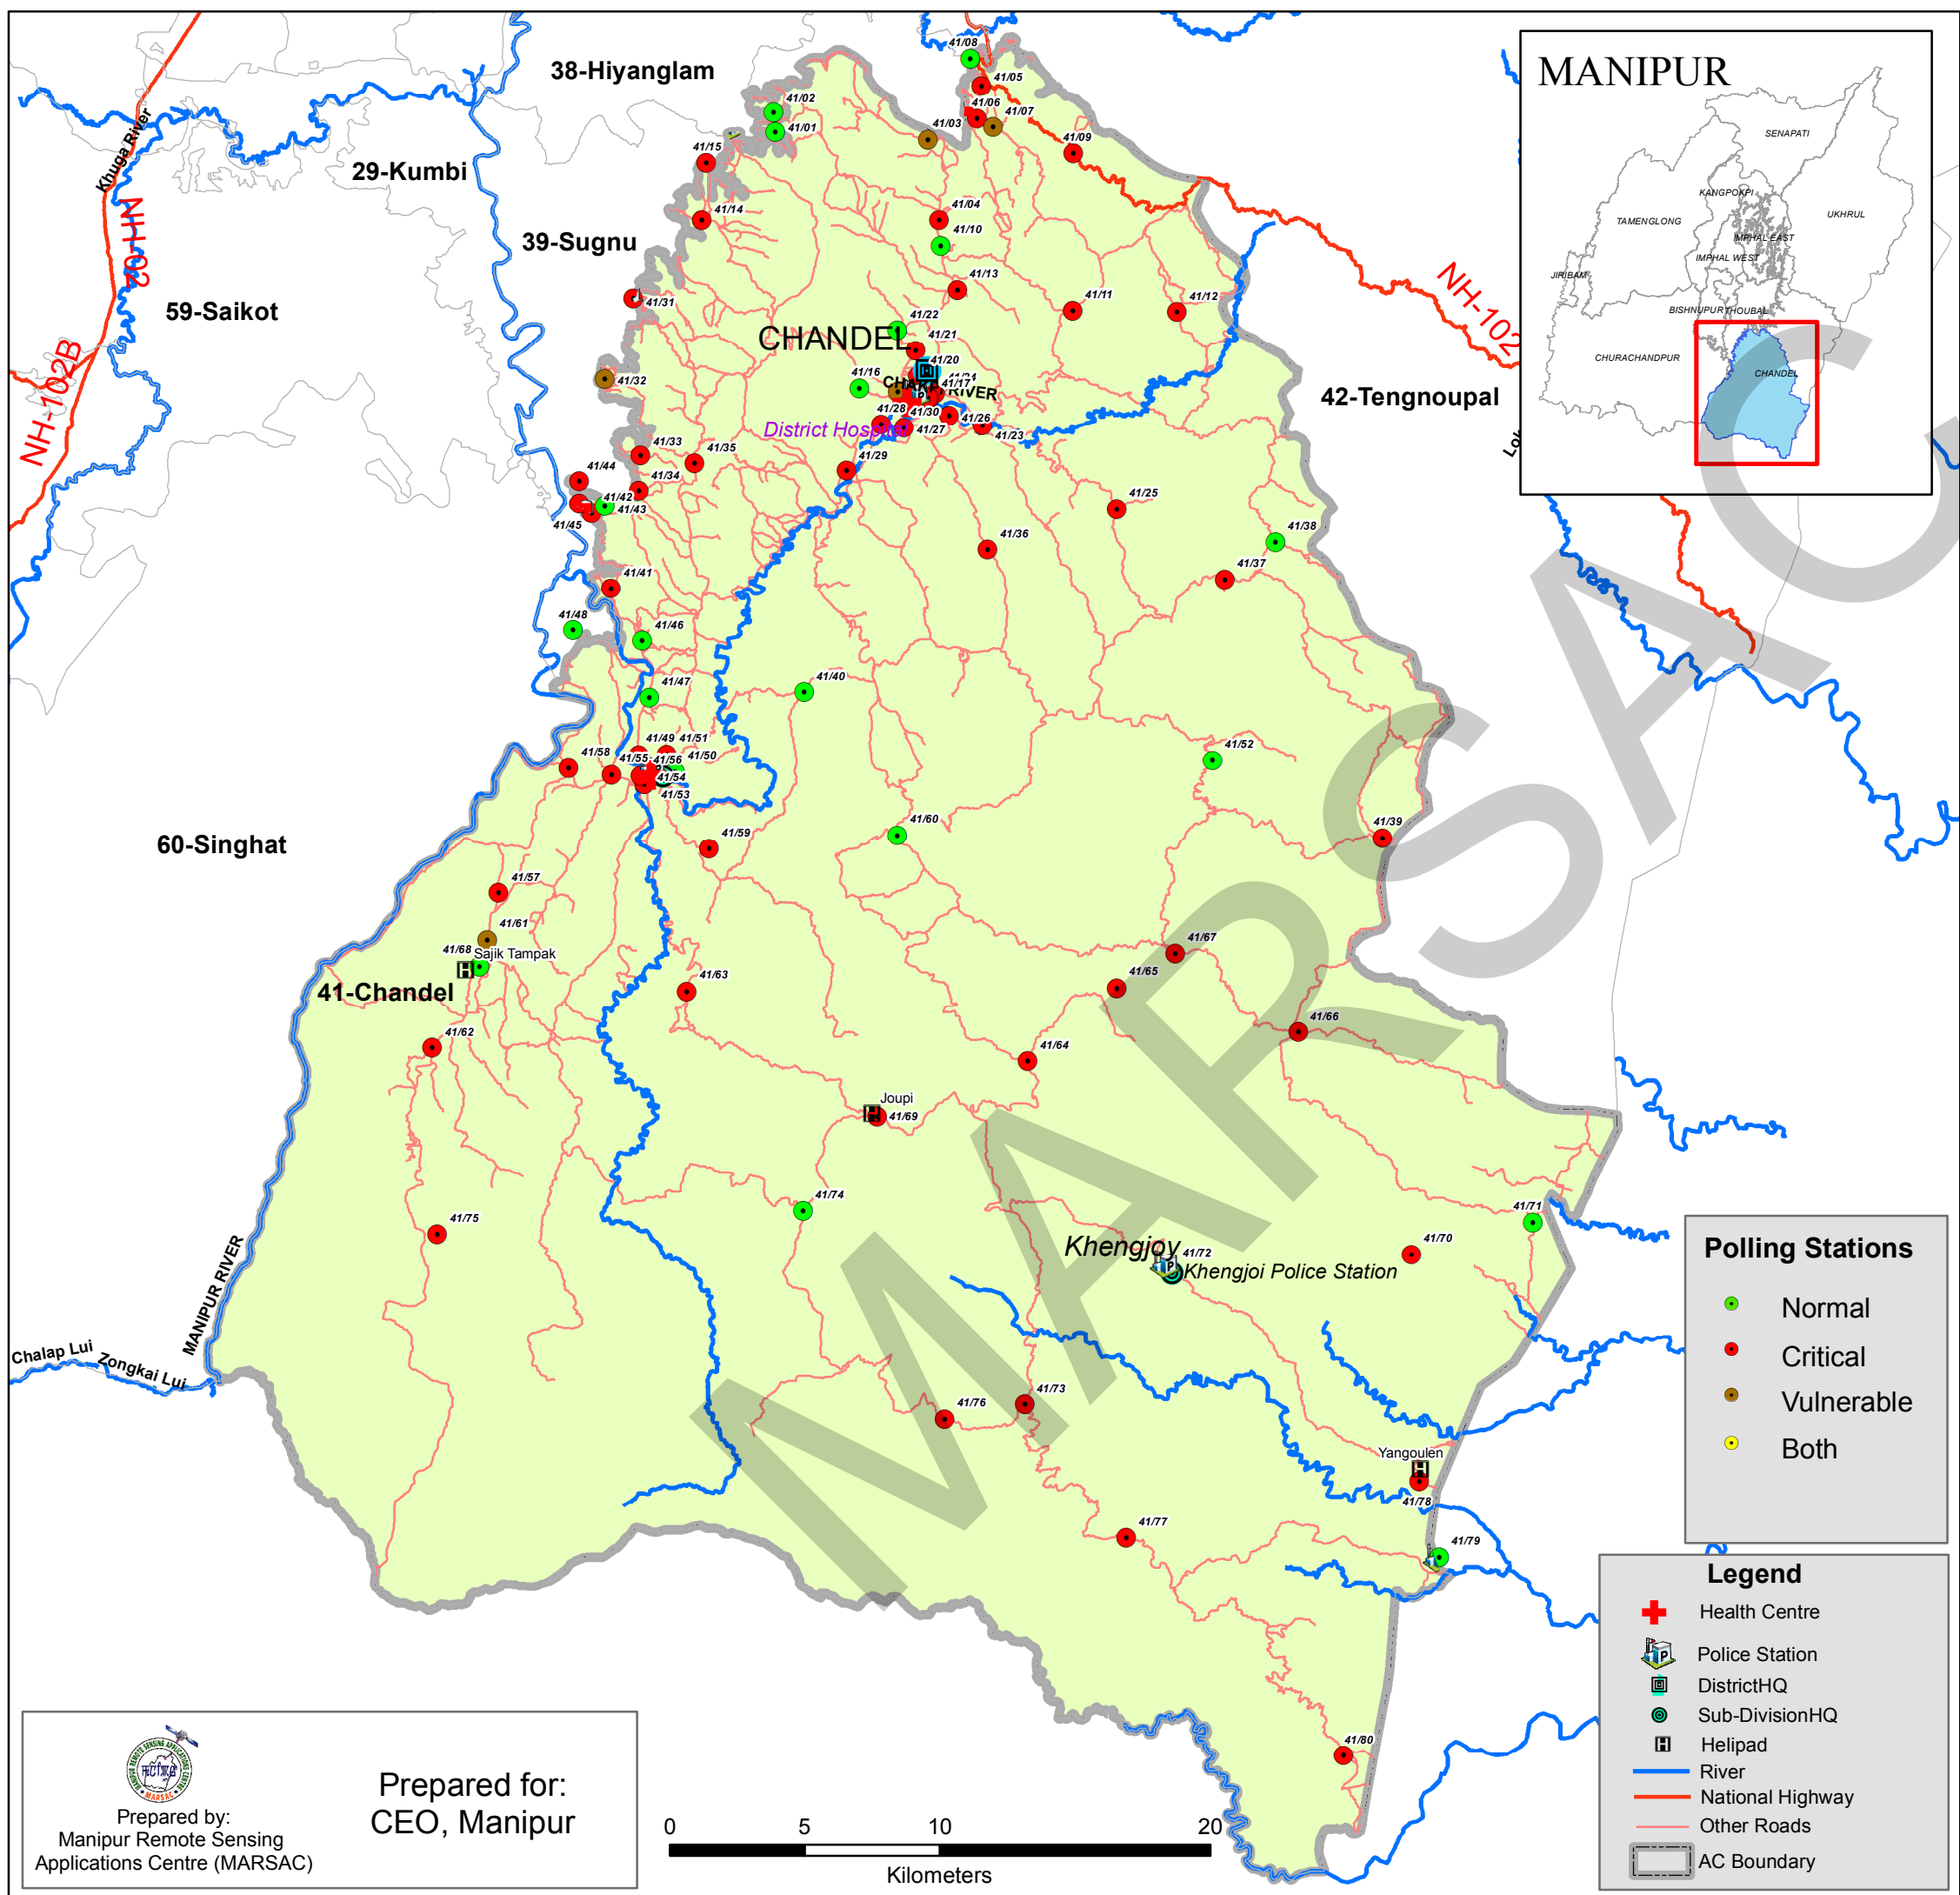 38-Hiyanglam
29-Kumbi
39-Sugnu
59-Saikot
60-Singhat
42-Tengnoupal
41-Chandel
Khuga River
NH-02
NH-102B
NH-102
CHANDEL
CHAKPI RIVER
District Hospital
41/08
41/05
41/02
41/06
41/07
41/01
41/03
41/09
41/15
41/04
41/14
41/10
41/13
41/31
41/11
41/12
41/22
41/21
41/20
41/16
41/17
41/32
41/28
41/30
41/26
41/27
41/23
41/33
41/35
41/29
41/44
41/34
41/42
41/43
41/45
41/25
41/38
41/36
41/37
41/41
41/48
41/46
41/47
41/40
41/49
41/51
41/58
41/55
41/56
41/50
41/54
41/53
41/52
41/60
41/59
41/39
41/57
41/61
41/68
Sajik Tampak
41/67
41/63
41/65
41/66
41/62
41/64
Joupi
41/69
41/74
41/71
41/75
41/70
Khengjoy
41/72
Khengjoi Police Station
MANIPUR RIVER
Chalap Lui
Zongkai Lui
41/73
41/76
Yangoulen
41/78
41/77
41/79
41/80
MANIPUR
SENAPATI
KANGPOKPI
TAMENGLONG
UKHRUL
IMPHAL EAST
IMPHAL WEST
JIRIBAM
BISHNUPUR
THOUBAL
CHURACHANDPUR
CHANDEL
MARSAC
Polling Stations
Normal
Critical
Vulnerable
Both
Legend
Health Centre
Police Station
DistrictHQ
Sub-DivisionHQ
Helipad
River
National Highway
Other Roads
AC Boundary
MANIPUR REMOTE SENSING APPLICATIONS CENTRE
MARSAC
Prepared by:
Manipur Remote Sensing
Applications Centre (MARSAC)
Prepared for:
CEO, Manipur
0 5 10 20
Kilometers